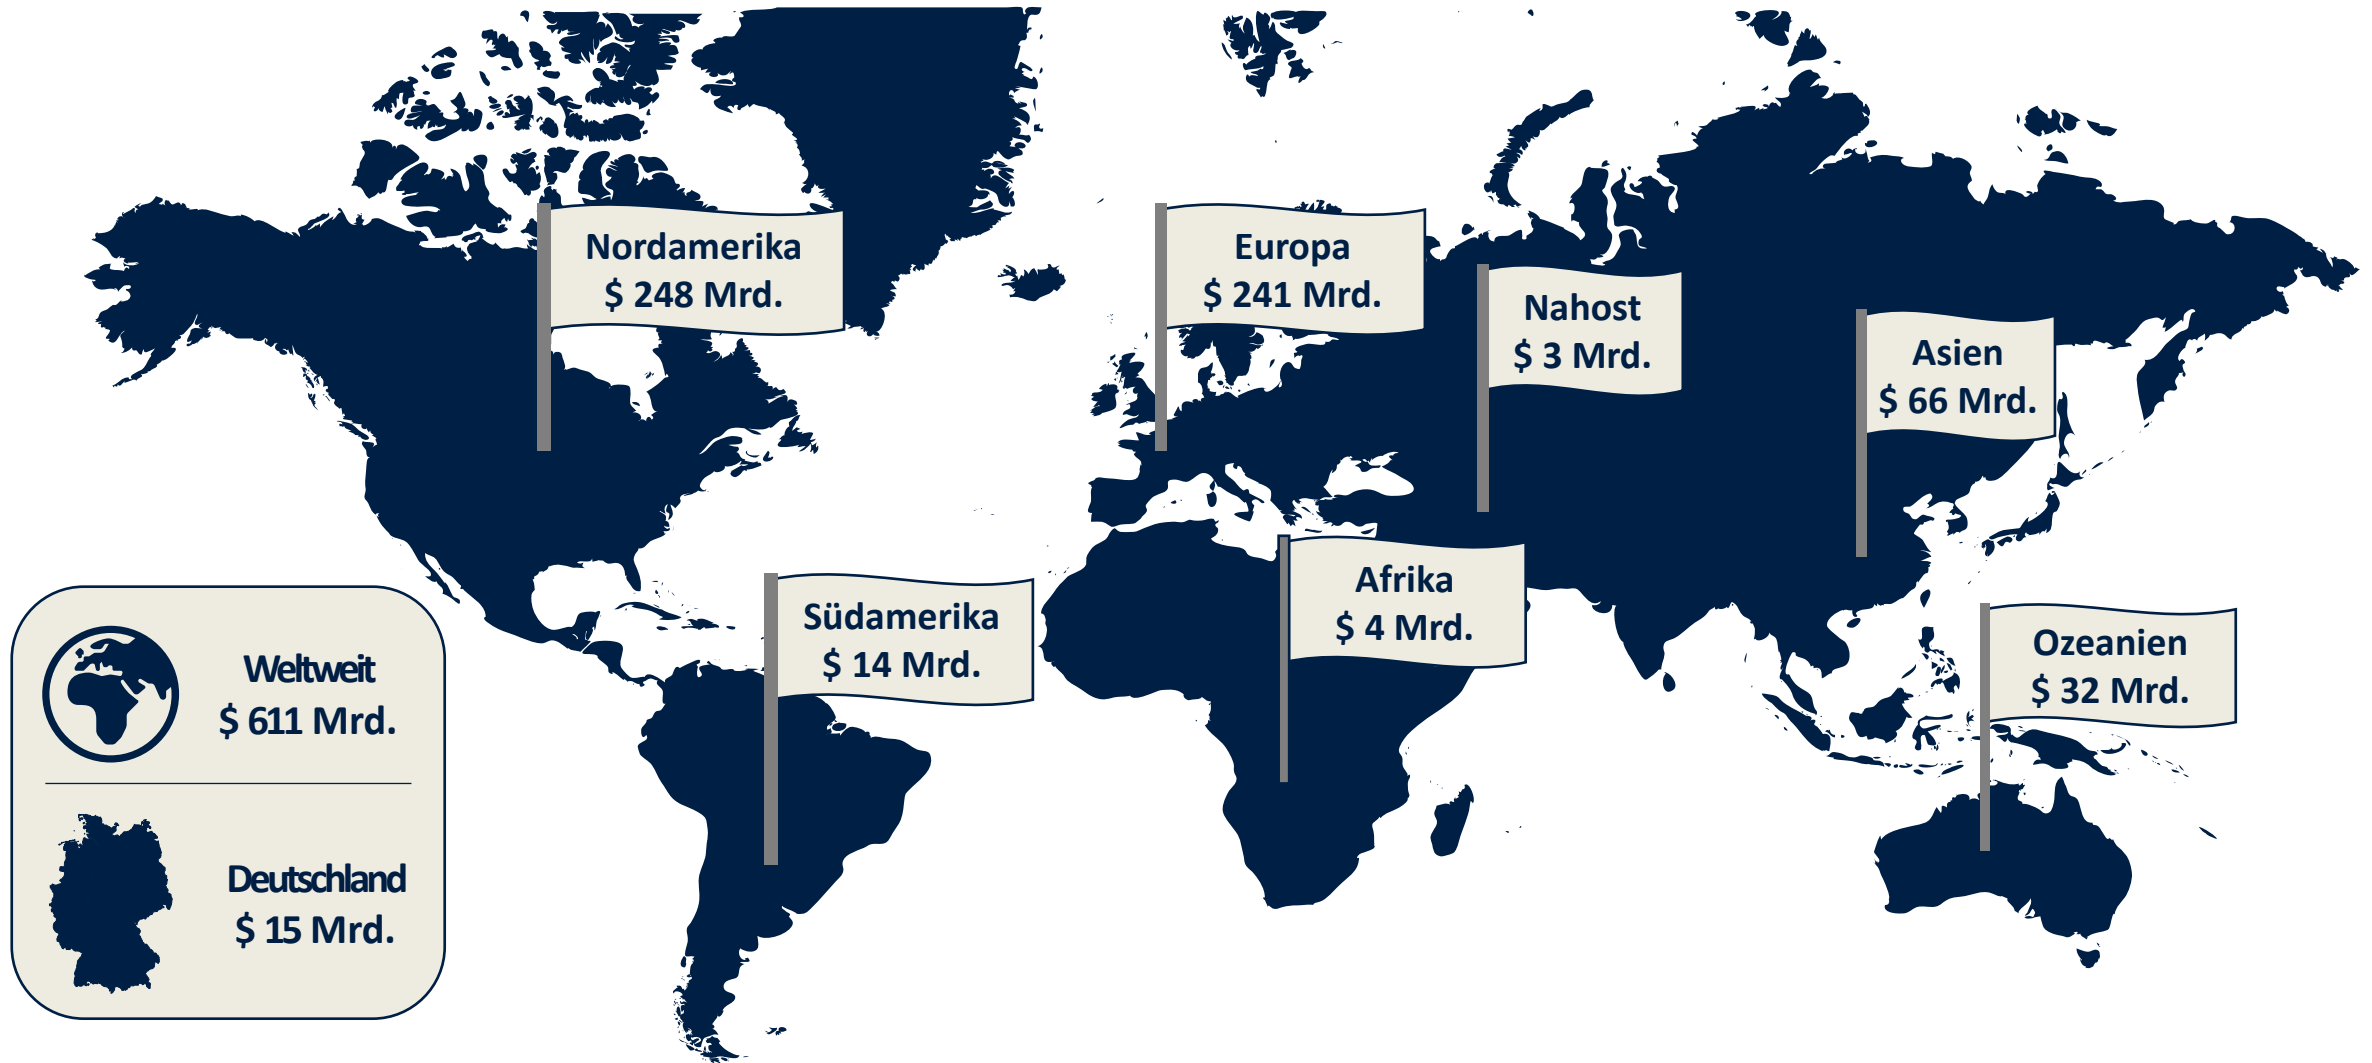 Nordamerika
$ 248 Mrd.
Europa
$ 241 Mrd.
Nahost
$ 3 Mrd.
Asien
$ 66 Mrd.
Südamerika
$ 14 Mrd.
Afrika
$ 4 Mrd.
Ozeanien
$ 32 Mrd.
Weltweit
$ 611 Mrd.
Deutschland
$ 15 Mrd.